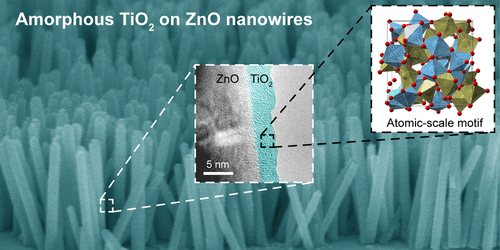 Amorphous TiO₂ on ZnO nanowires
ZnO TiO₂
5 nm
Atomic-scale motif